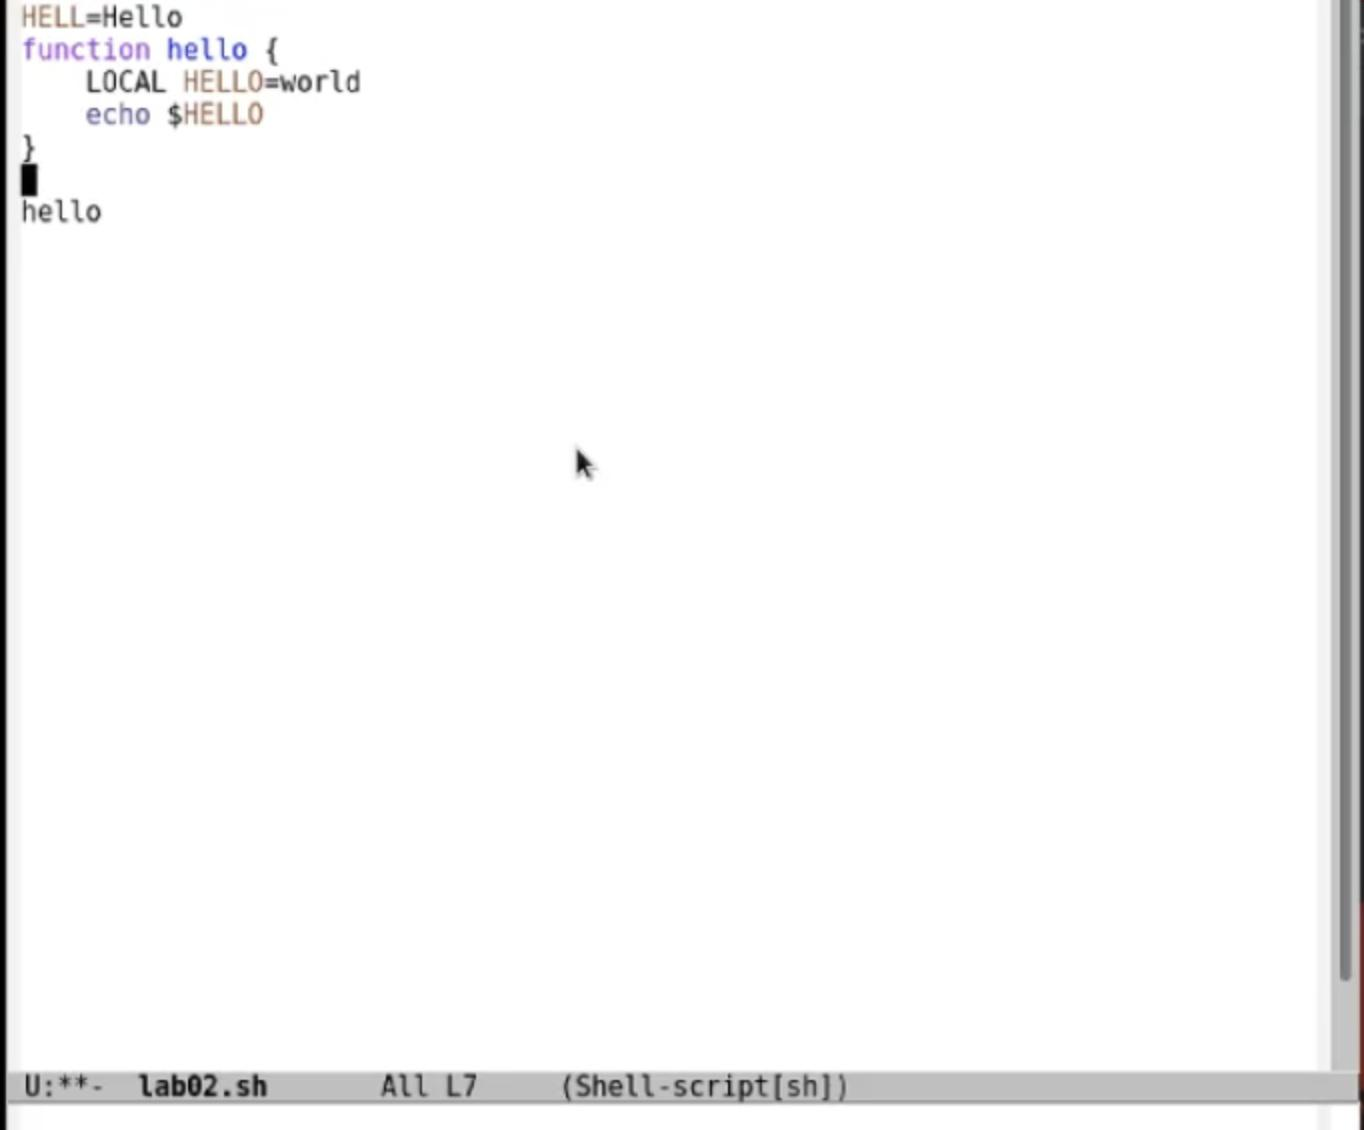 HELL=Hello
function hello {
    LOCAL HELLO=world
    echo $HELLO
}
hello
U:**-  lab02.sh       All L7     (Shell-script[sh])